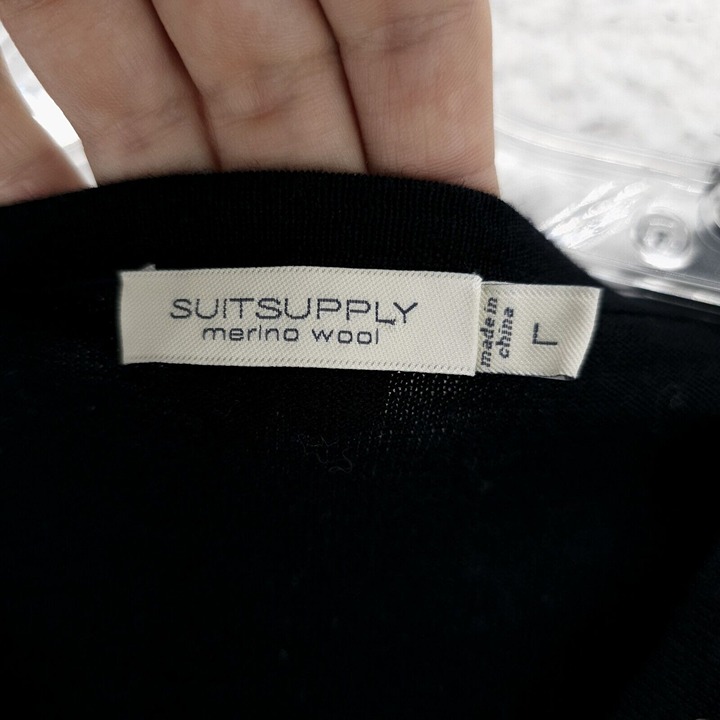 SUITSUPPLY
merino wool
made in
china
L